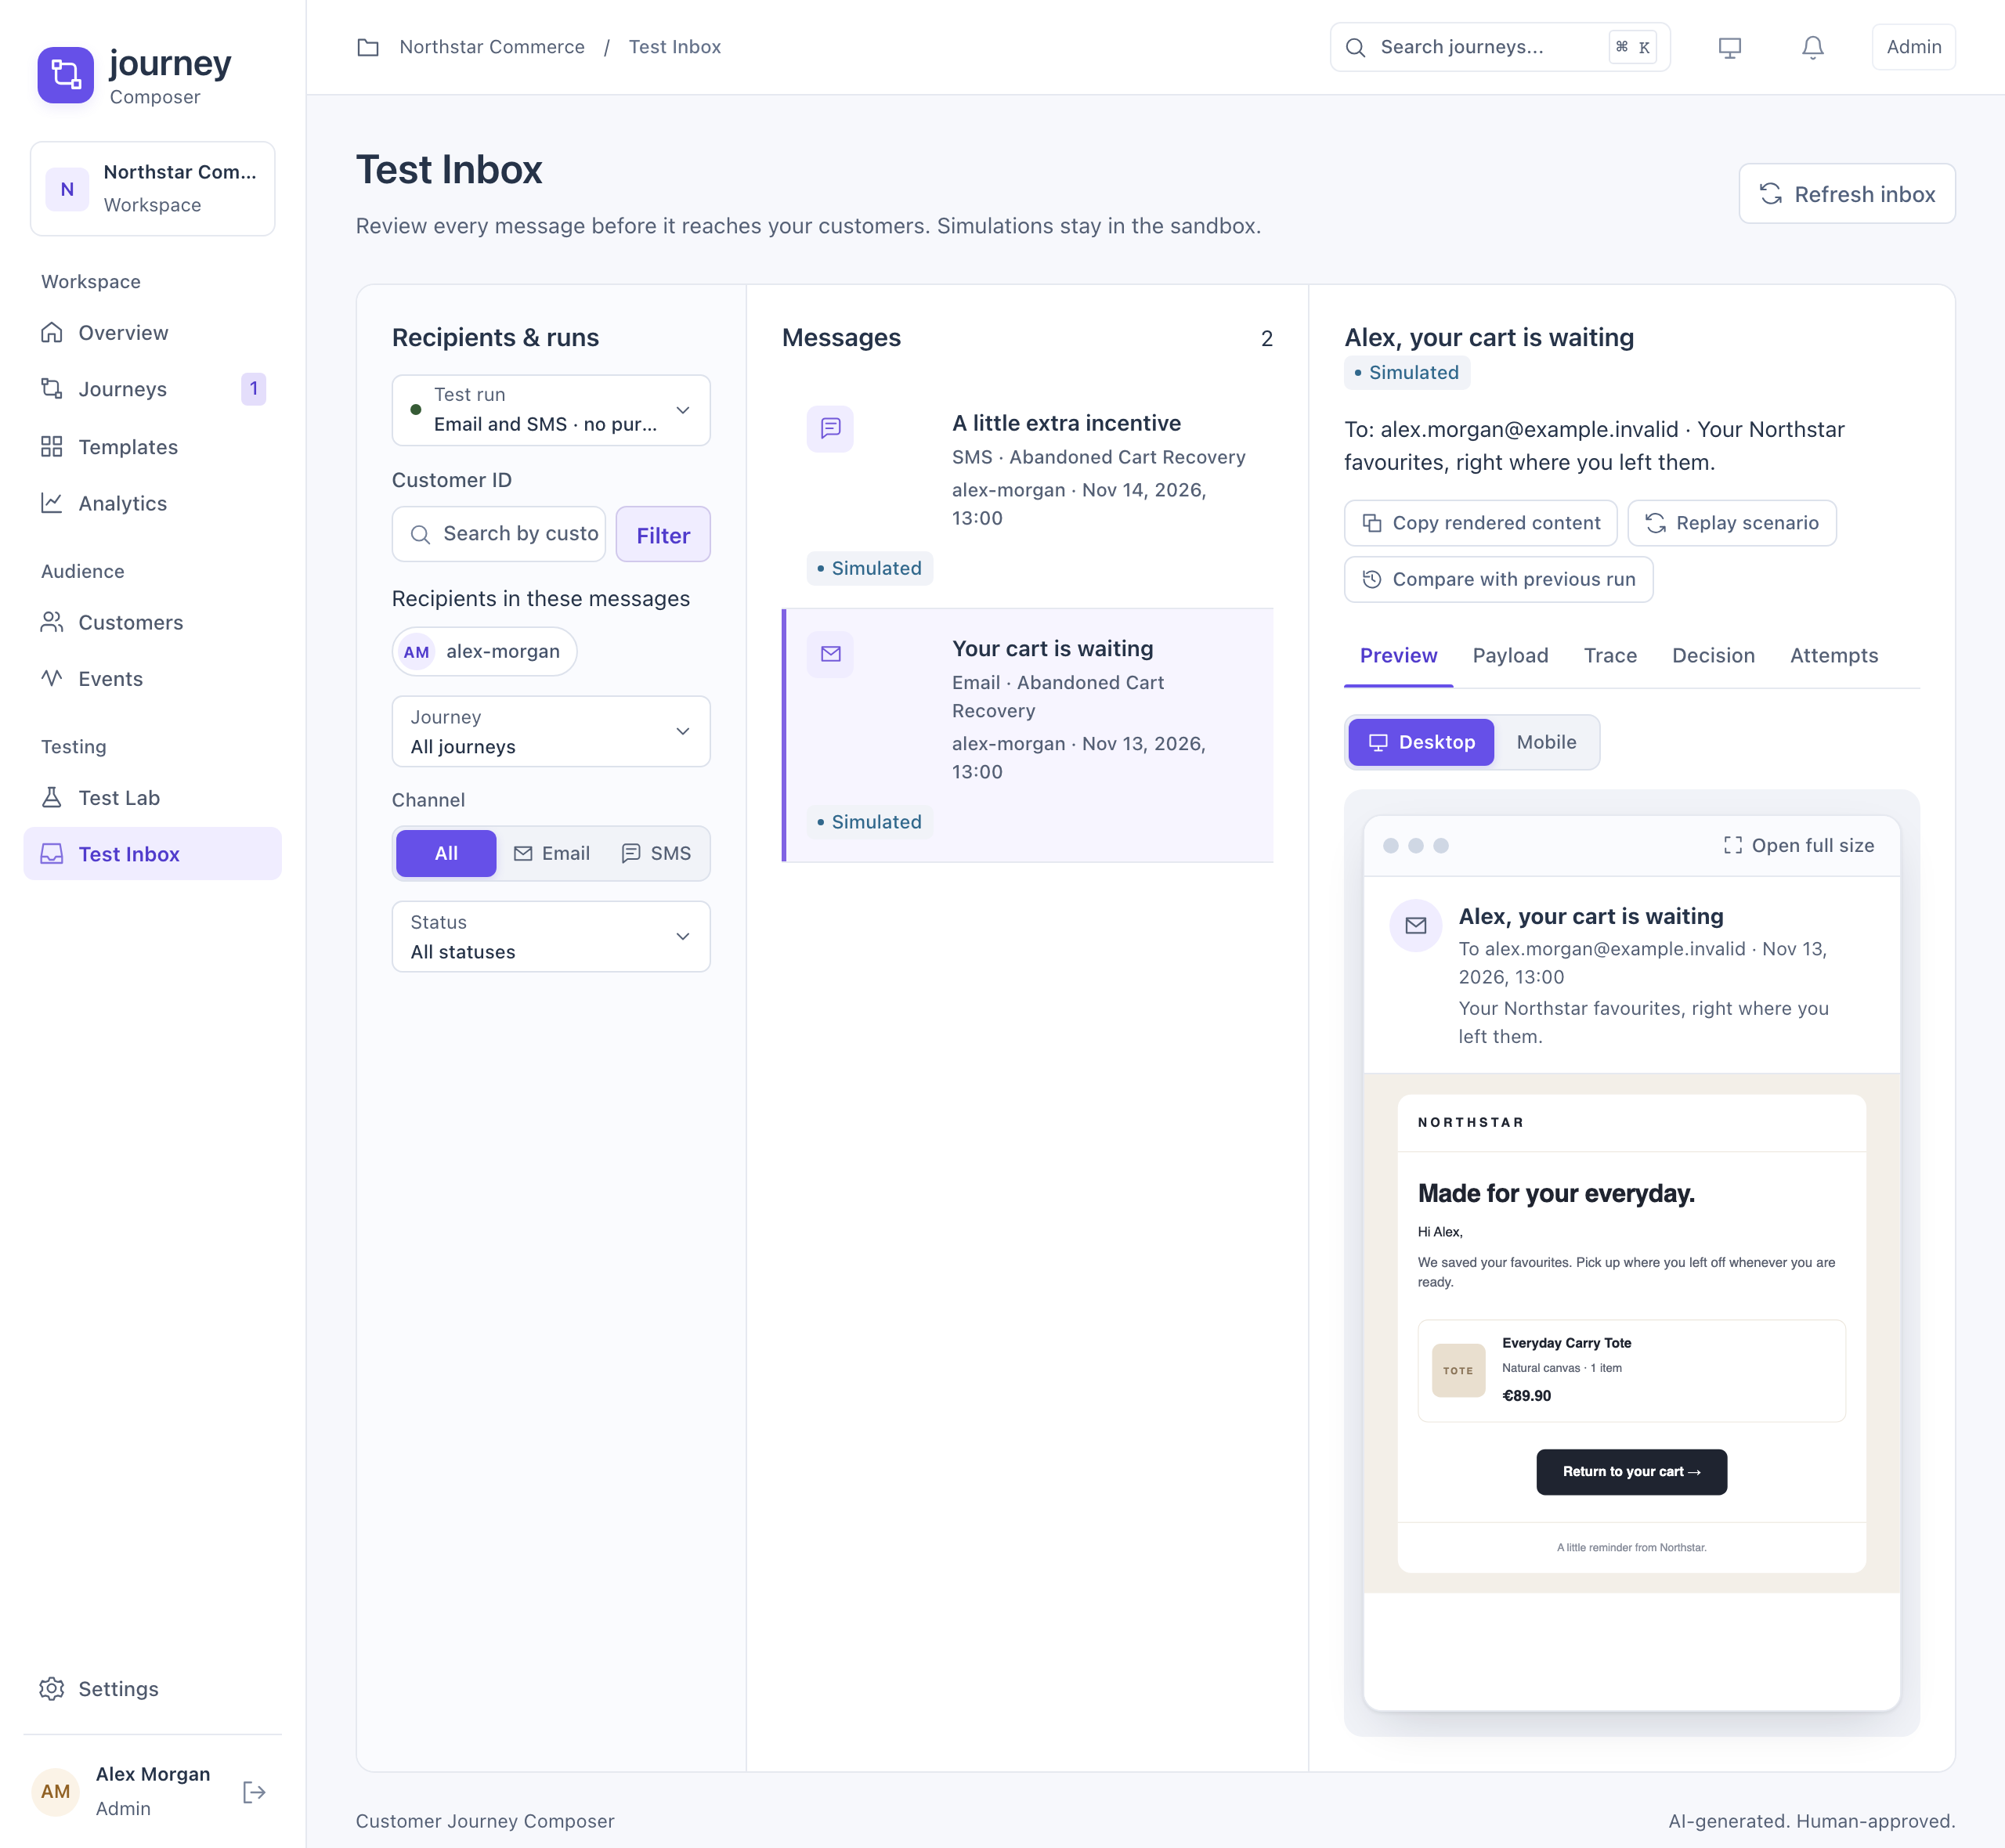 journey
Composer
N
Northstar Com...
Workspace
Workspace
Overview
Journeys
1
Templates
Analytics
Audience
Customers
Events
Testing
Test Lab
Test Inbox
Settings
AM
Alex Morgan
Admin
Northstar Commerce / Test Inbox
Search journeys...
⌘ K
Admin
Test Inbox
Review every message before it reaches your customers. Simulations stay in the sandbox.
Refresh inbox
Recipients & runs
Test run
Email and SMS · no pur...
Customer ID
Search by custo
Filter
Recipients in these messages
AM
alex-morgan
Journey
All journeys
Channel
All
Email
SMS
Status
All statuses
Messages
2
A little extra incentive
SMS · Abandoned Cart Recovery
alex-morgan · Nov 14, 2026,
13:00
• Simulated
Your cart is waiting
Email · Abandoned Cart
Recovery
alex-morgan · Nov 13, 2026,
13:00
• Simulated
Alex, your cart is waiting
• Simulated
To: alex.morgan@example.invalid · Your Northstar
favourites, right where you left them.
Copy rendered content
Replay scenario
Compare with previous run
Preview
Payload
Trace
Decision
Attempts
Desktop
Mobile
Open full size
Alex, your cart is waiting
To alex.morgan@example.invalid · Nov 13,
2026, 13:00
Your Northstar favourites, right where you
left them.
NORTHSTAR
Made for your everyday.
Hi Alex,
We saved your favourites. Pick up where you left off whenever you are
ready.
TOTE
Everyday Carry Tote
Natural canvas · 1 item
€89.90
Return to your cart →
A little reminder from Northstar.
Customer Journey Composer
AI-generated. Human-approved.